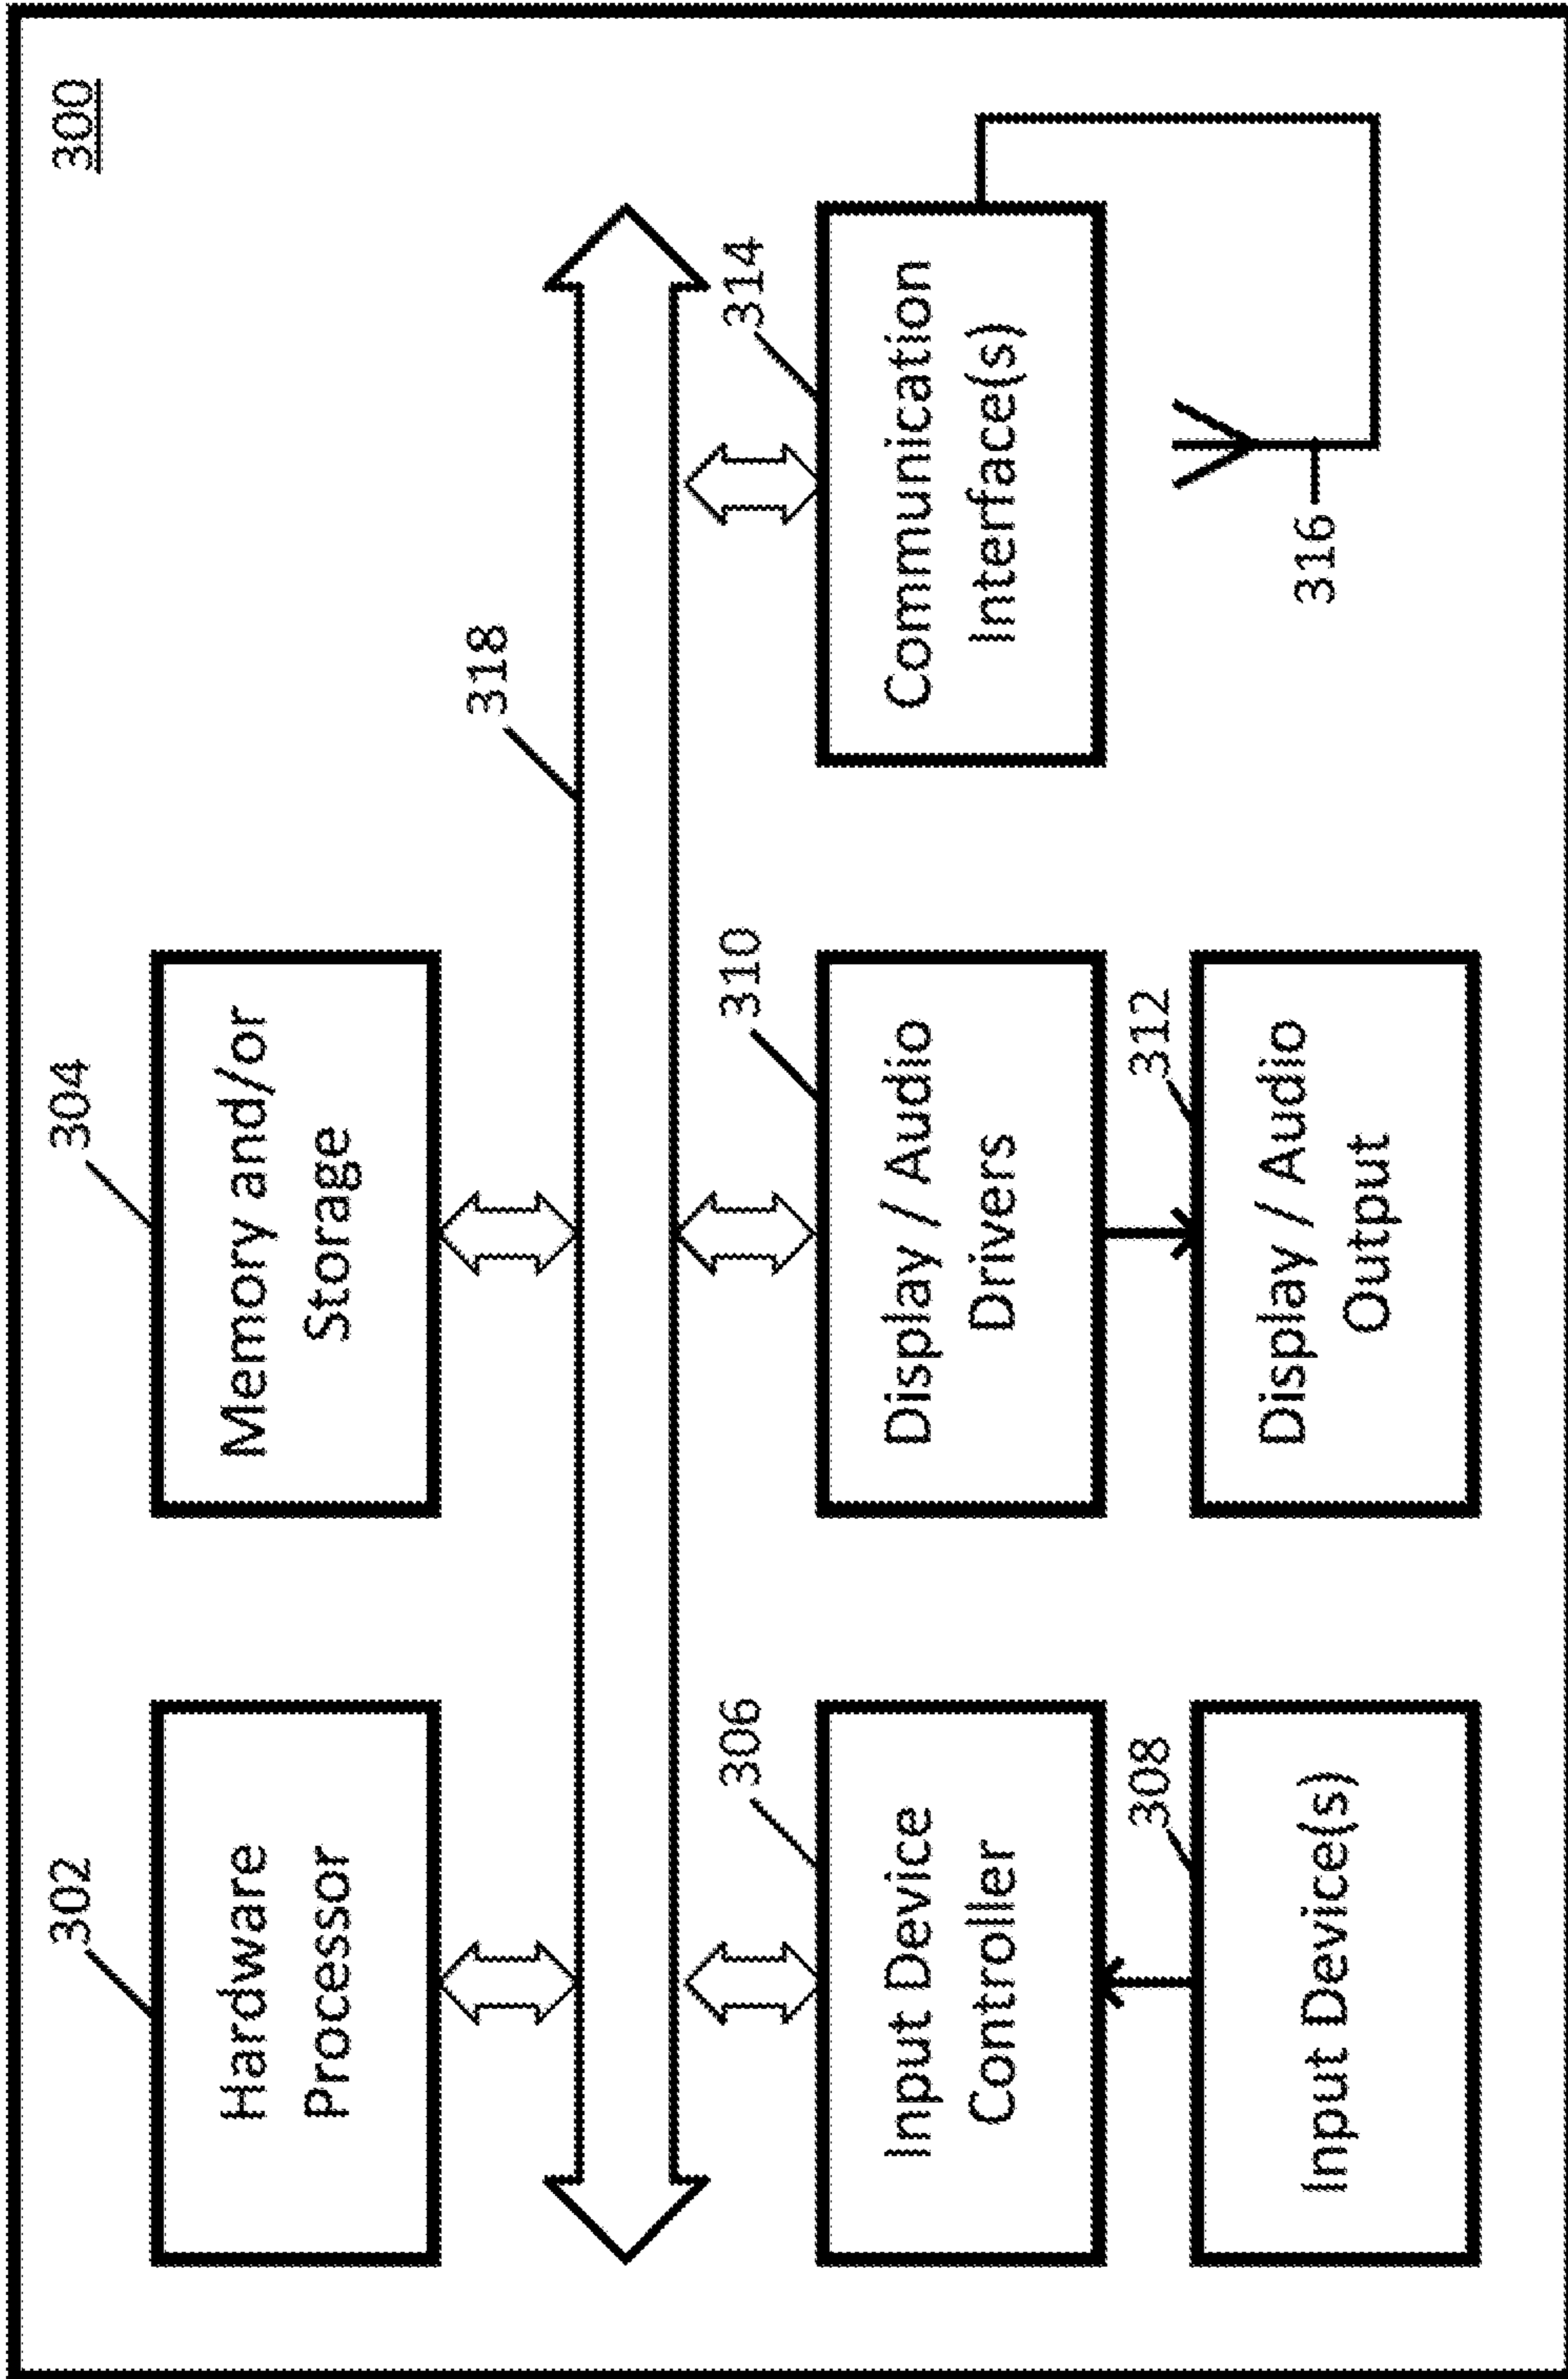 300
302
Hardware
Processor
304
Memory and/or
Storage
318
306
Input Device
Controller
310
Display / Audio
Drivers
314
Communication
Interface(s)
308
Input Device(s)
312
Display / Audio
Output
316